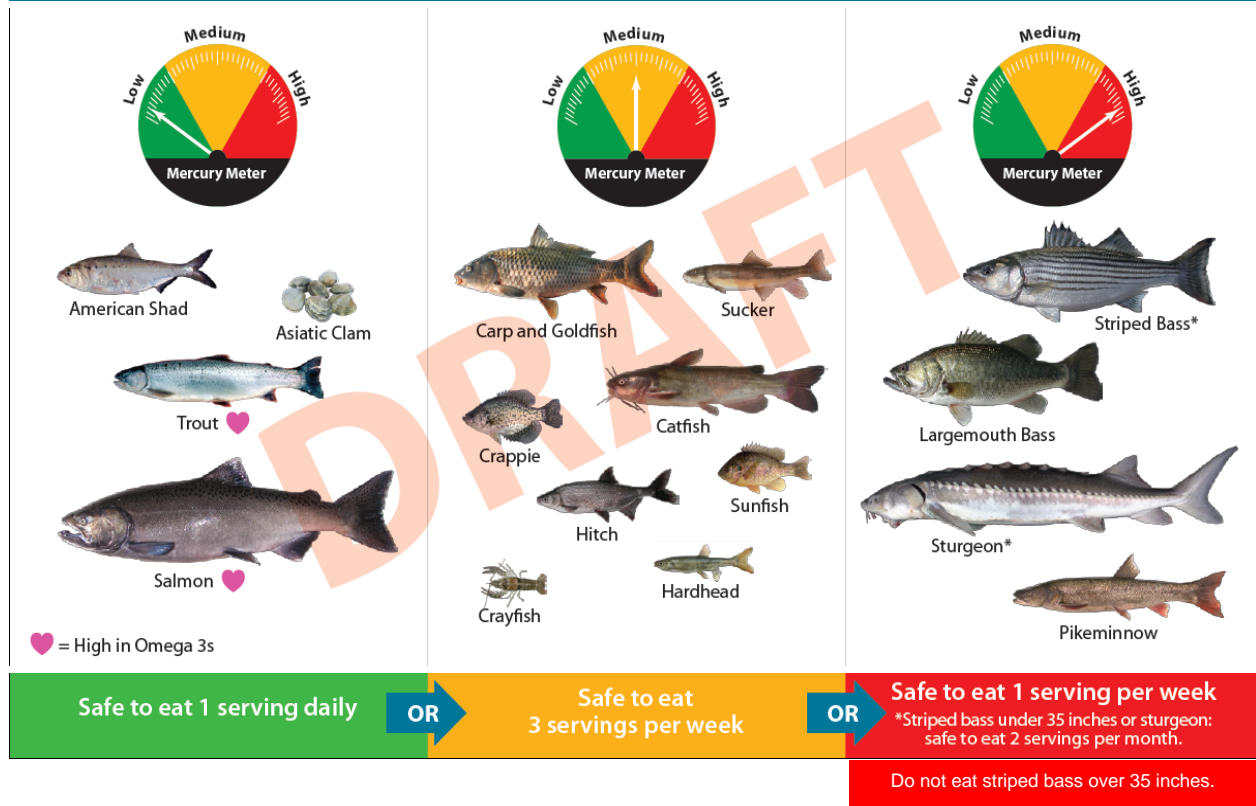 Low
Medium
High
Mercury Meter
American Shad
Asiatic Clam
Trout
Salmon
= High in Omega 3s
Safe to eat 1 serving daily
OR
Low
Medium
High
Mercury Meter
Carp and Goldfish
Sucker
Crappie
Catfish
Sunfish
Hitch
Hardhead
Crayfish
Safe to eat
3 servings per week
OR
Low
Medium
High
Mercury Meter
Striped Bass*
Largemouth Bass
Sturgeon*
Pikeminnow
Safe to eat 1 serving per week
*Striped bass under 35 inches or sturgeon:
safe to eat 2 servings per month.
Do not eat striped bass over 35 inches.
DRAFT